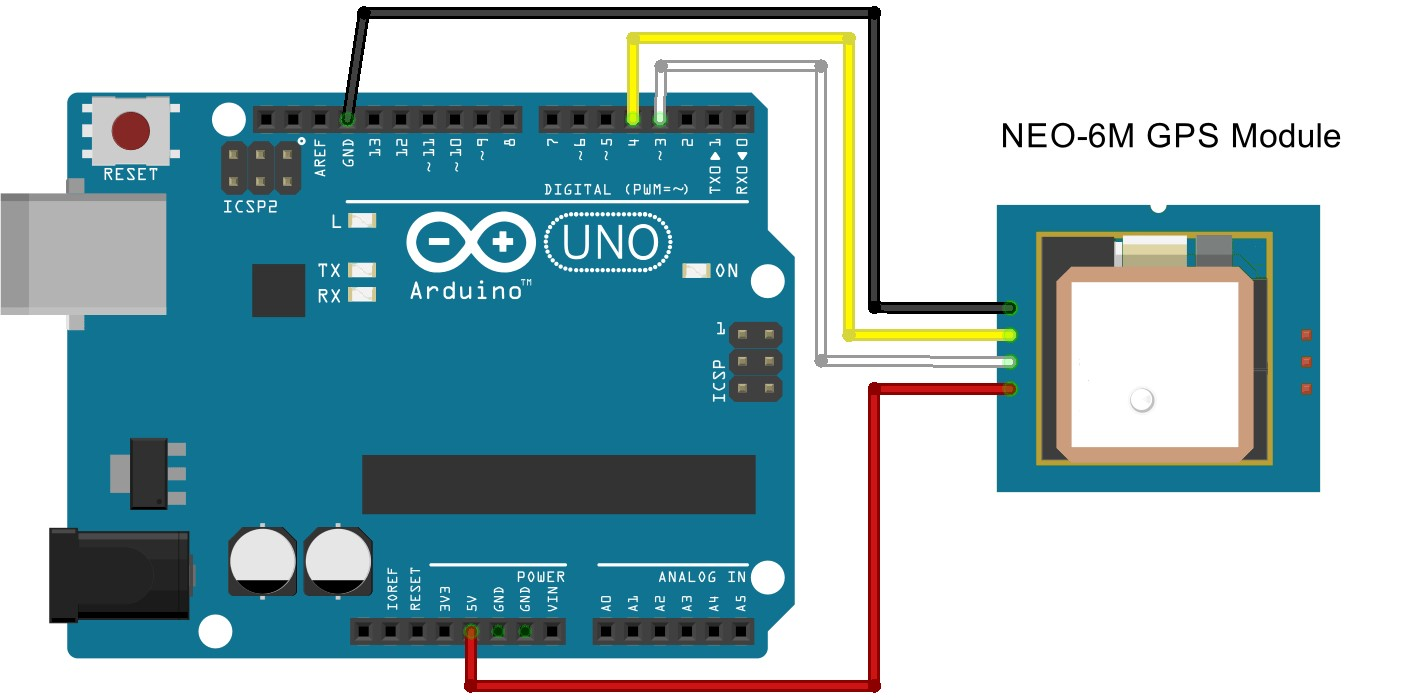 NEO-6M GPS Module
RESET
ICSP2
AREF
GND
13
12
~11
~10
~9
8
7
~6
~5
4
~3
2
TX0▶1
RX0◀0
DIGITAL (PWM=~)
L
TX
RX
UNO
Arduino™
ON
1
ICSP
POWER
ANALOG IN
IOREF
RESET
3V3
5V
GND
GND
VIN
A0
A1
A2
A3
A4
A5